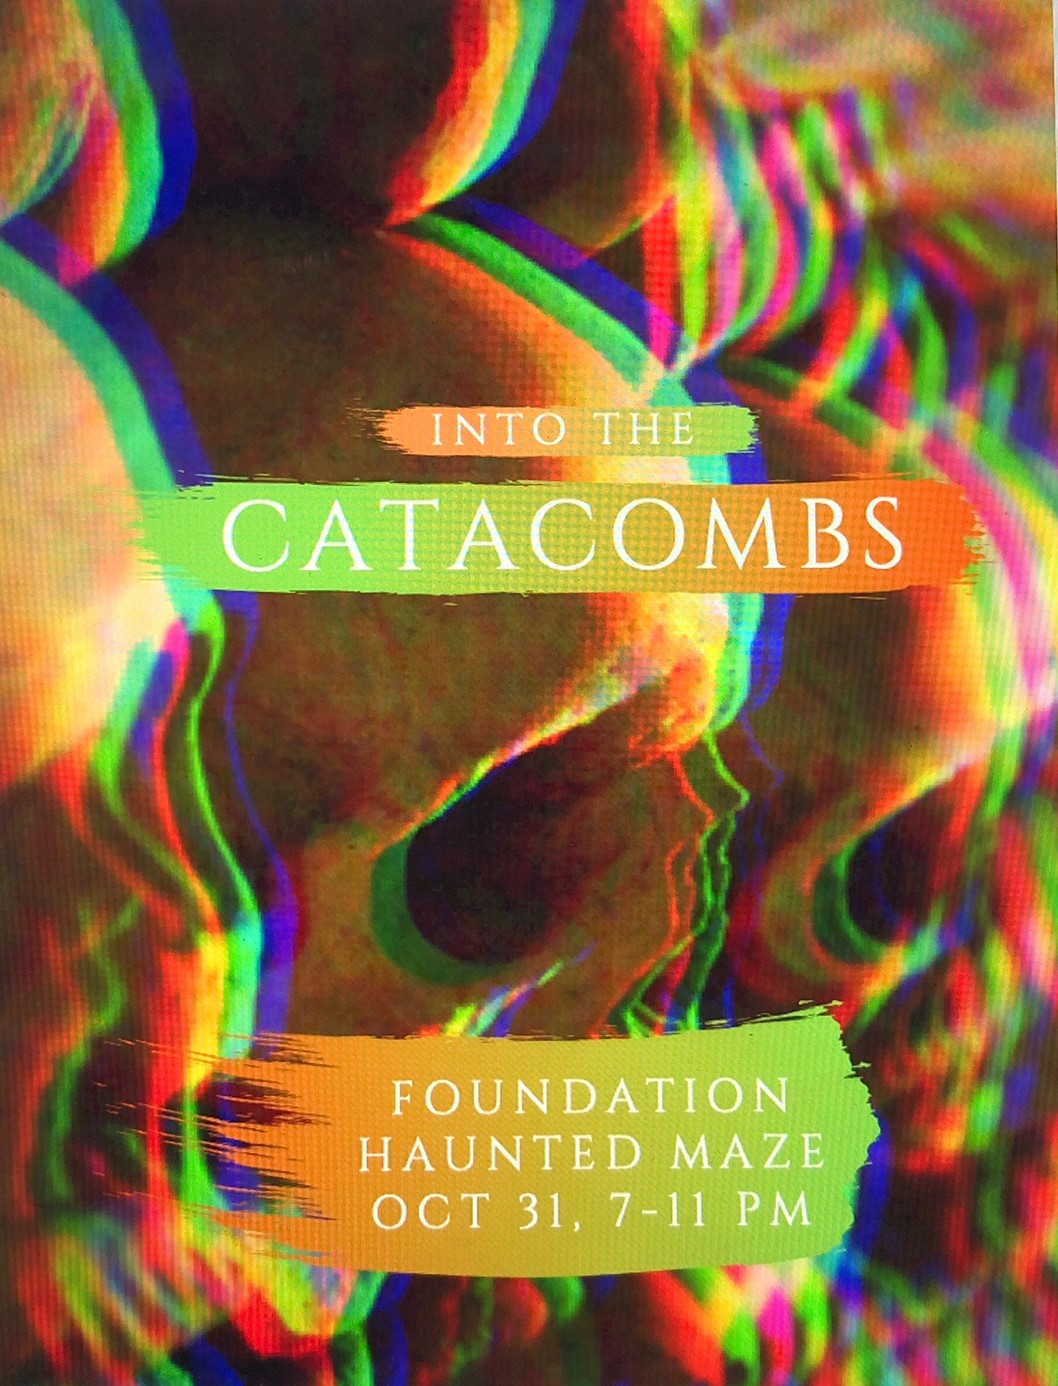 INTO THE
CATACOMBS
FOUNDATION
HAUNTED MAZE
OCT 31, 7-11 PM